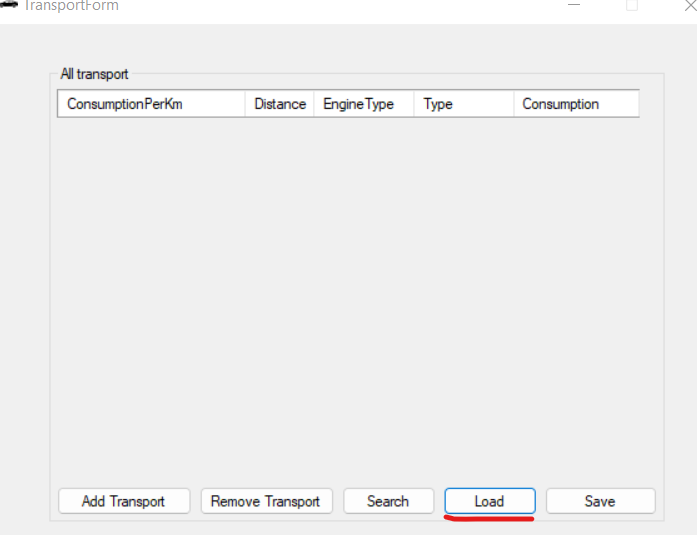 TransportForm
All transport
ConsumptionPerKm Distance EngineType Type Consumption
Add Transport Remove Transport Search Load Save